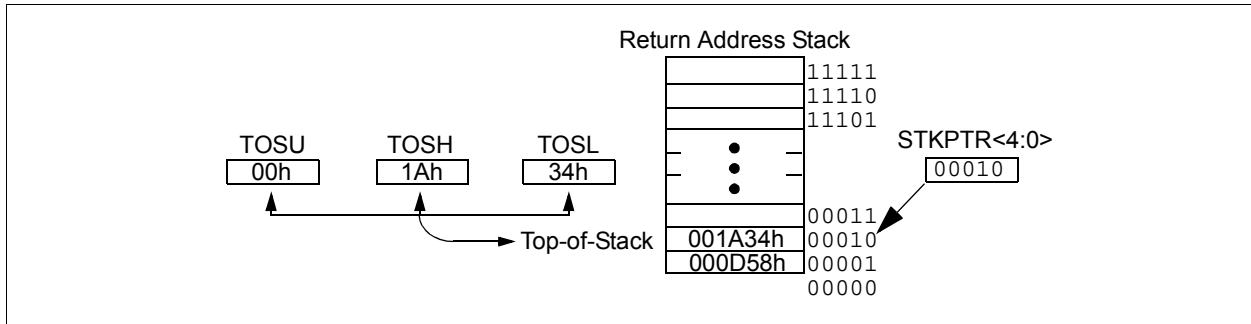 Return Address Stack
11111
11110
11101
TOSU TOSH TOSL
00h 1Ah 34h
STKPTR<4:0>
00010
00011
Top-of-Stack 001A34h 00010
000D58h 00001
00000